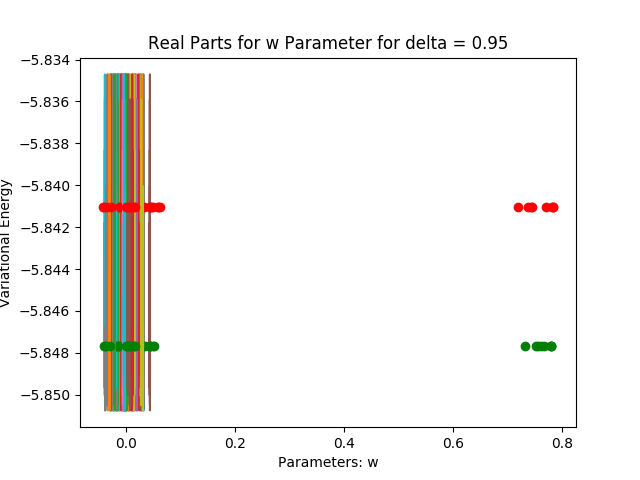 Real Parts for w Parameter for delta = 0.95
−5.834
−5.836
−5.838
−5.840
−5.842
−5.844
−5.846
−5.848
−5.850
Variational Energy
0.0 0.2 0.4 0.6 0.8
Parameters: w